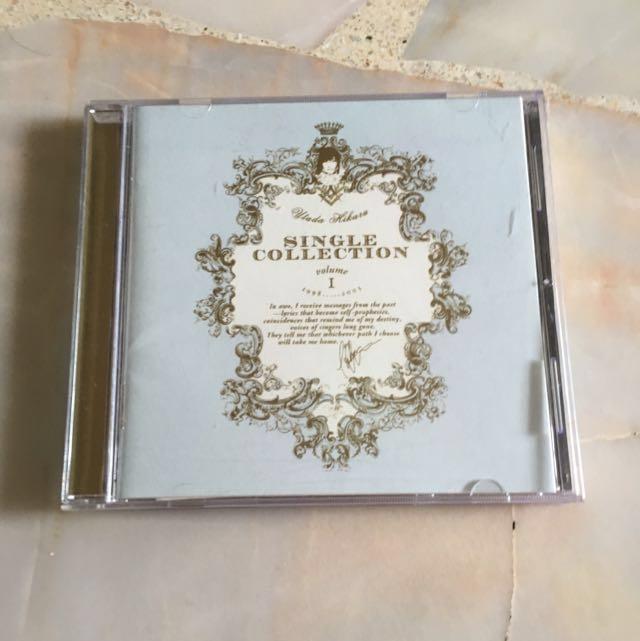 Utada Hikaru
SINGLE
COLLECTION
volume
1
1998.....2003
In awe, I receive messages from the past
—lyrics that become self-prophecies,
coincidences that remind me of my destiny,
voices of singers long gone.
They tell me that whichever path I choose
will take me home.